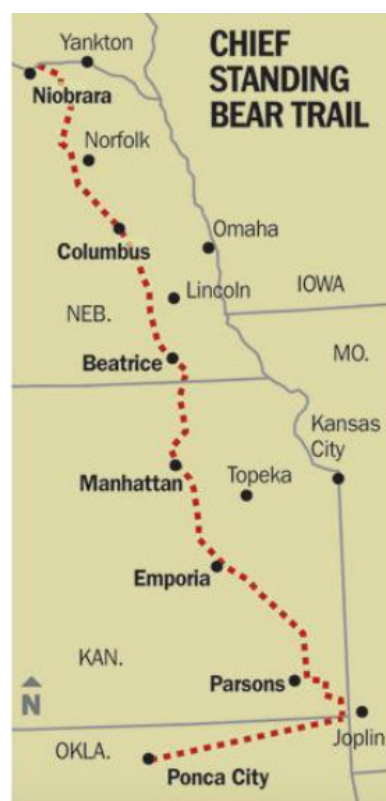 CHIEF
STANDING
BEAR TRAIL
Yankton
Niobrara
Norfolk
Columbus
Omaha
IOWA
Lincoln
NEB.
Beatrice
MO.
Kansas
City
Manhattan
Topeka
Emporia
KAN.
Parsons
N
Joplin
OKLA.
Ponca City